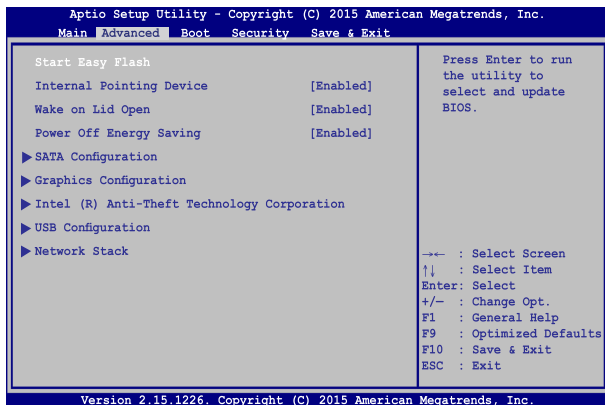 Aptio Setup Utility - Copyright (C) 2015 American Megatrends, Inc.
Main Advanced Boot Security Save & Exit
Start Easy Flash
Internal Pointing Device [Enabled]
Wake on Lid Open [Enabled]
Power Off Energy Saving [Enabled]
SATA Configuration
Graphics Configuration
Intel (R) Anti-Theft Technology Corporation
USB Configuration
Network Stack
Press Enter to run
the utility to
select and update
BIOS.
→← : Select Screen
↑↓ : Select Item
Enter: Select
+/— : Change Opt.
F1 : General Help
F9 : Optimized Defaults
F10 : Save & Exit
ESC : Exit
Version 2.15.1226. Copyright (C) 2015 American Megatrends, Inc.